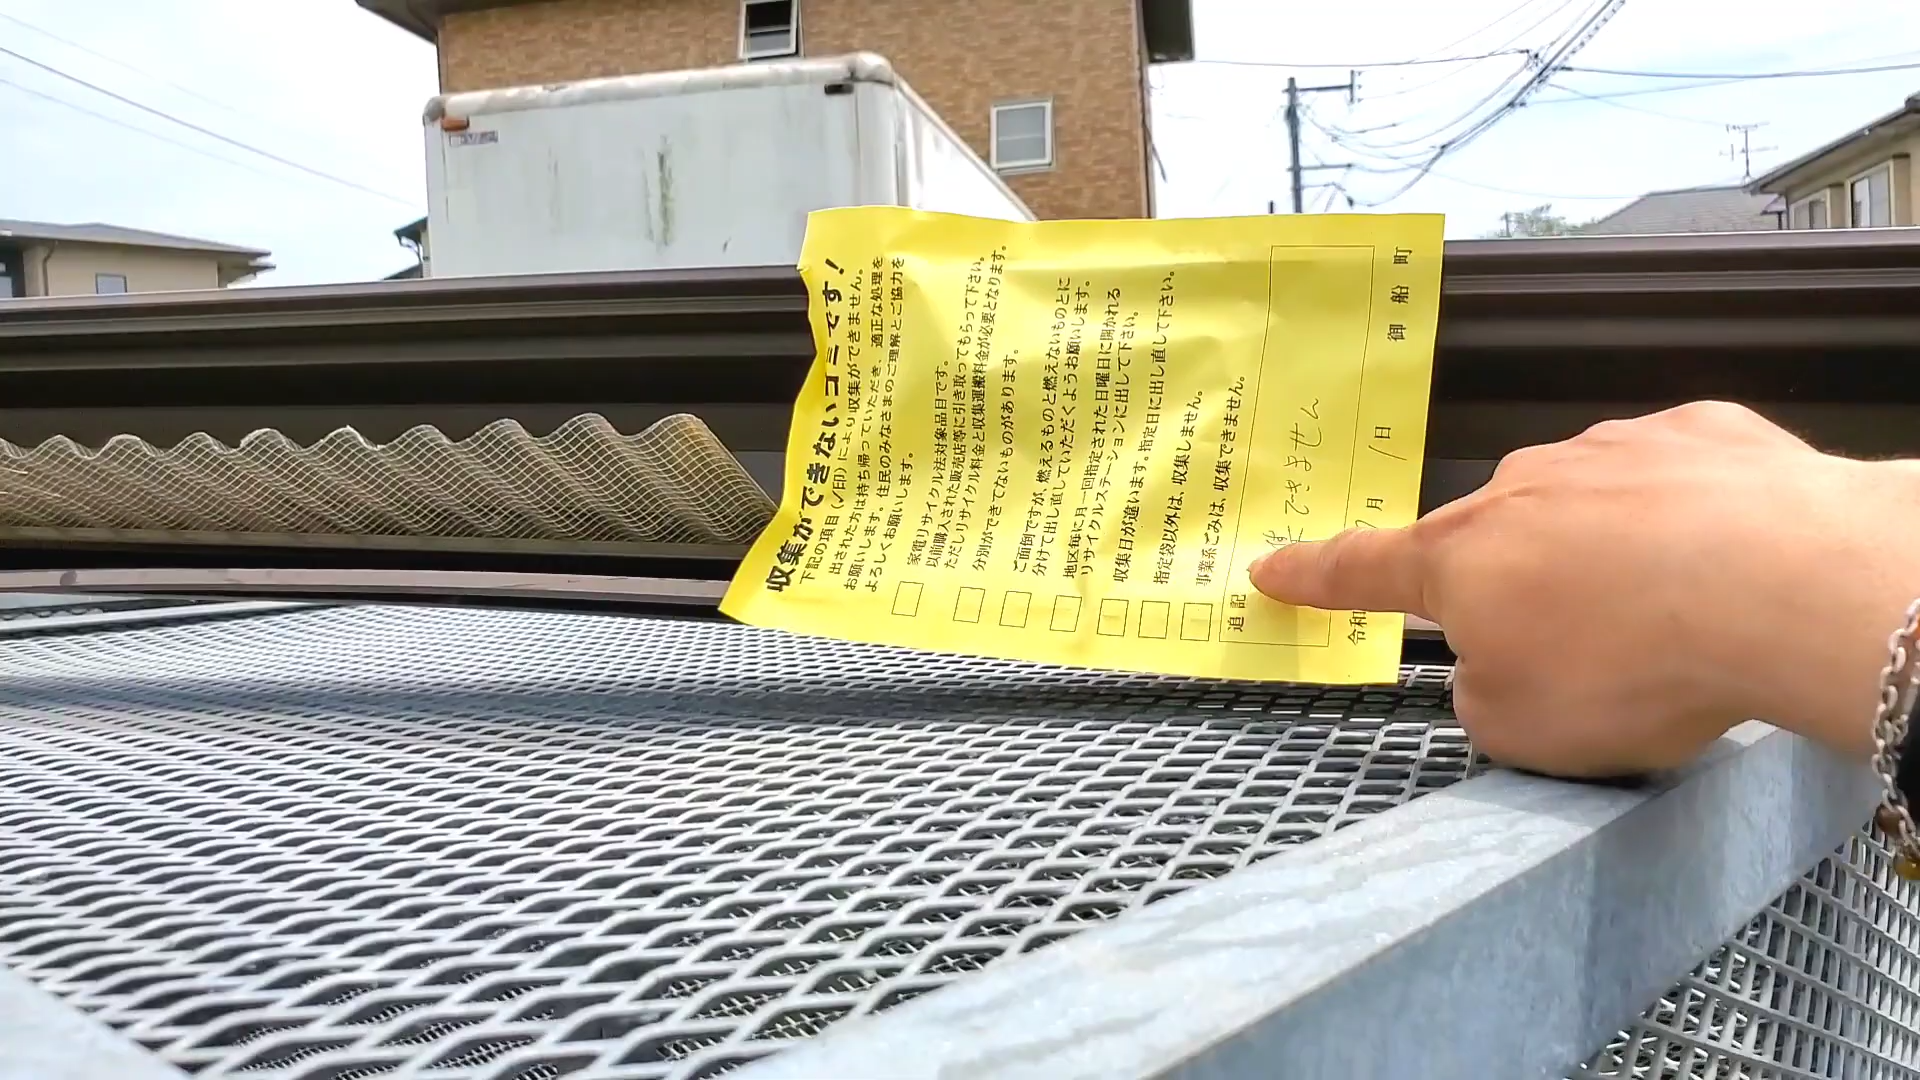 収集ができないゴミです!
下記の項目(✓印)により収集ができません。
出された方は持ち帰っていただき、適正な処理を
お願いします。住民のみなさまのご理解とご協力を
よろしくお願いします。
家電リサイクル法対象品目です。
以前購入された販売店等に引き取ってもらって下さい。
ただしリサイクル料金と収集運搬料金が必要となります。
分別ができてないものがあります。
ご面倒ですが、燃えるものと燃えないものとに
分けて出し直していただくようお願いします。
地区毎に月一回指定された日曜日に開かれる
リサイクルステーションに出して下さい。
収集日が違います。指定日に出し直して下さい。
指定袋以外は、収集しません。
事業系ごみは、収集できません。
追記
集できません
令和 月 1日
御船町